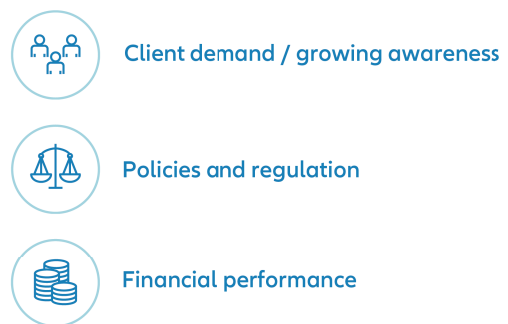 Client demand / growing awareness
Policies and regulation
Financial performance